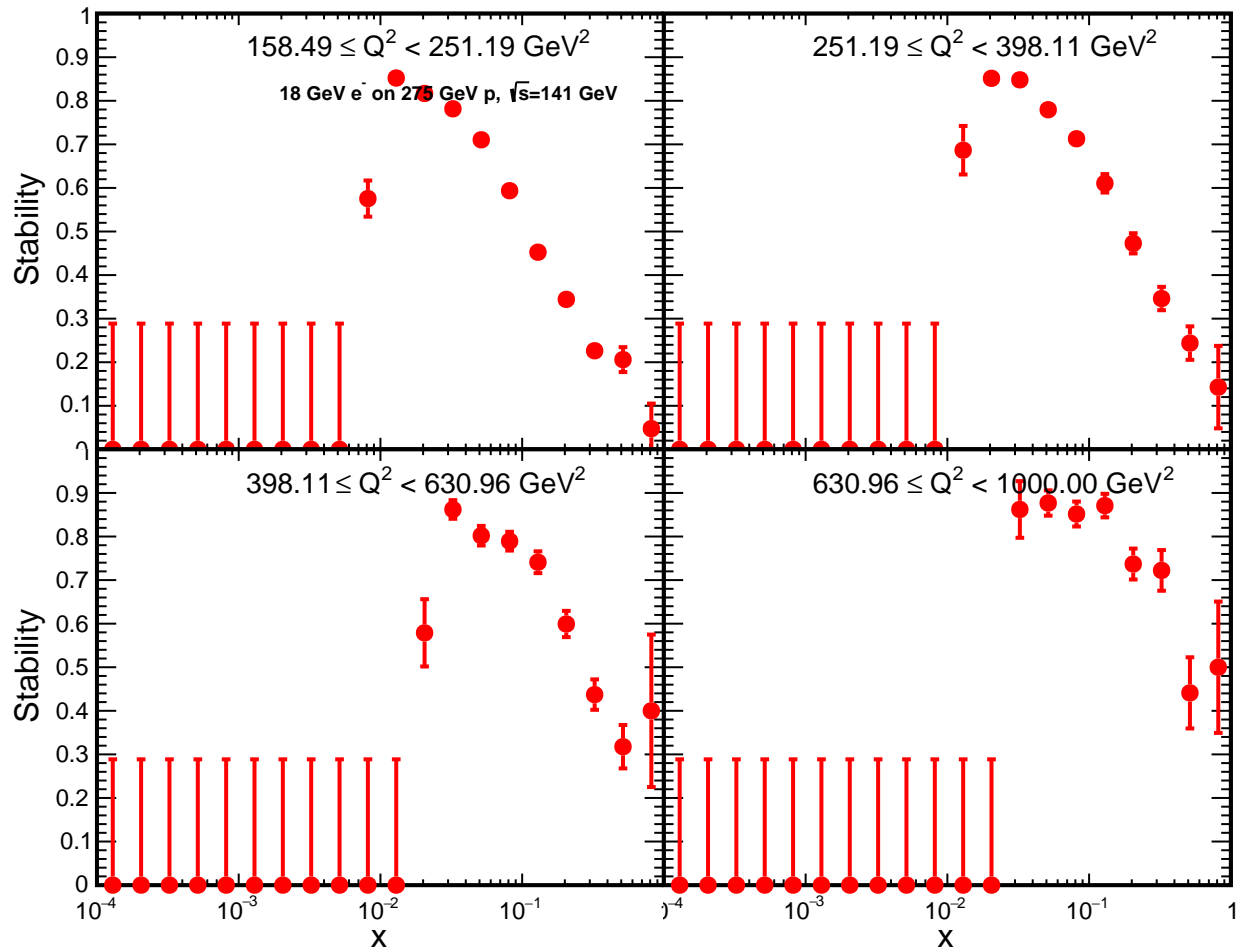 158.49 ≤ Q² < 251.19 GeV²
18 GeV e⁻ on 275 GeV p, √s=141 GeV
Stability
1
0.9
0.8
0.7
0.6
0.5
0.4
0.3
0.2
0.1
0
251.19 ≤ Q² < 398.11 GeV²
398.11 ≤ Q² < 630.96 GeV²
Stability
1
0.9
0.8
0.7
0.6
0.5
0.4
0.3
0.2
0.1
0
10⁻⁴ 10⁻³ 10⁻² 10⁻¹
x
630.96 ≤ Q² < 1000.00 GeV²
10⁻³ 10⁻² 10⁻¹ 1
x